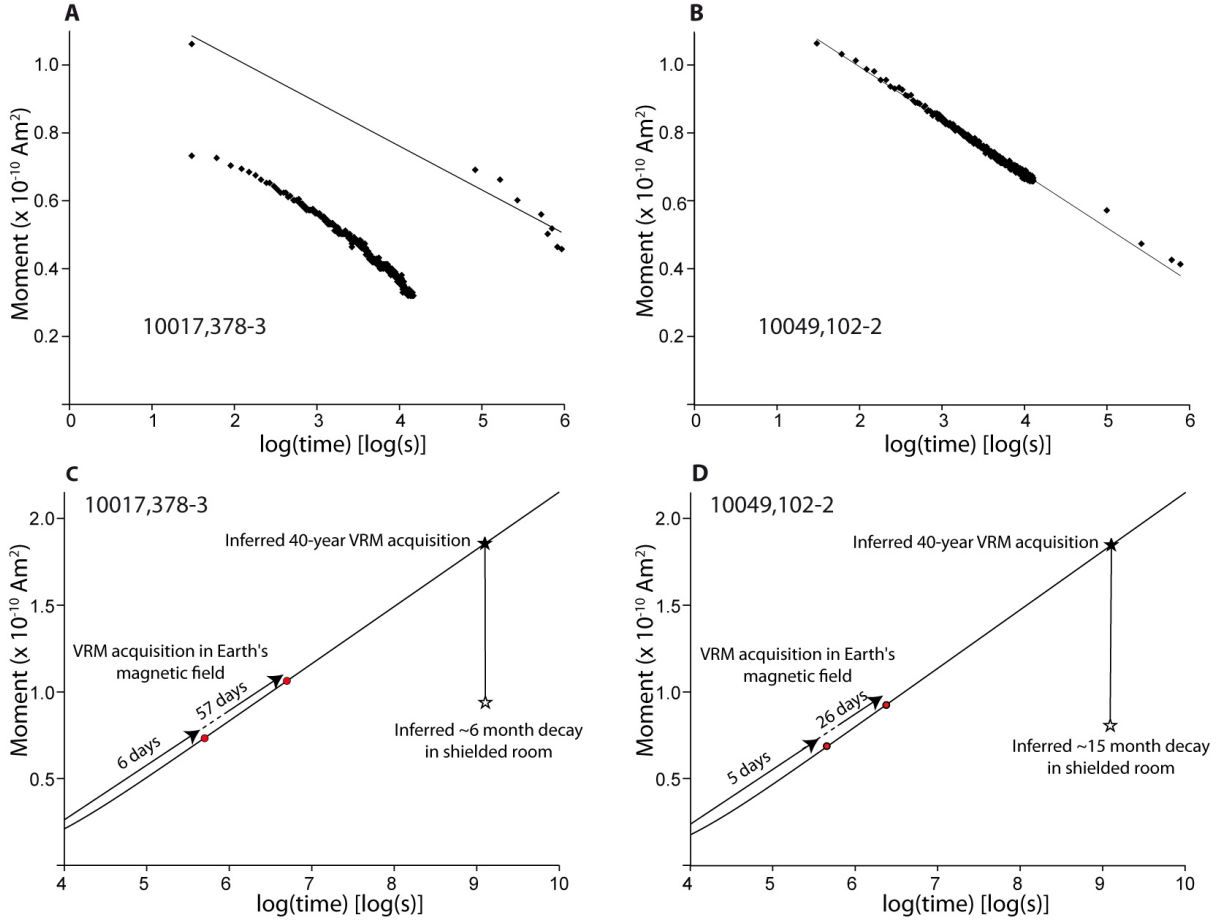 A
1.0
0.8
0.6
0.4
0.2
Moment (x 10⁻¹⁰ Am²)
10017,378-3
0 1 2 3 4 5 6
log(time) [log(s)]
B
1.0
0.8
0.6
0.4
0.2
Moment (x 10⁻¹⁰ Am²)
10049,102-2
0 1 2 3 4 5 6
log(time) [log(s)]
C
10017,378-3
2.0
1.5
1.0
0.5
Moment (x 10⁻¹⁰ Am²)
Inferred 40-year VRM acquisition
VRM acquisition in Earth's
magnetic field
57 days
6 days
Inferred ~6 month decay
in shielded room
4 5 6 7 8 9 10
log(time) [log(s)]
D
10049,102-2
2.0
1.5
1.0
0.5
Moment (x 10⁻¹⁰ Am²)
Inferred 40-year VRM acquisition
VRM acquisition in Earth's
magnetic field
26 days
5 days
Inferred ~15 month decay
in shielded room
4 5 6 7 8 9 10
log(time) [log(s)]